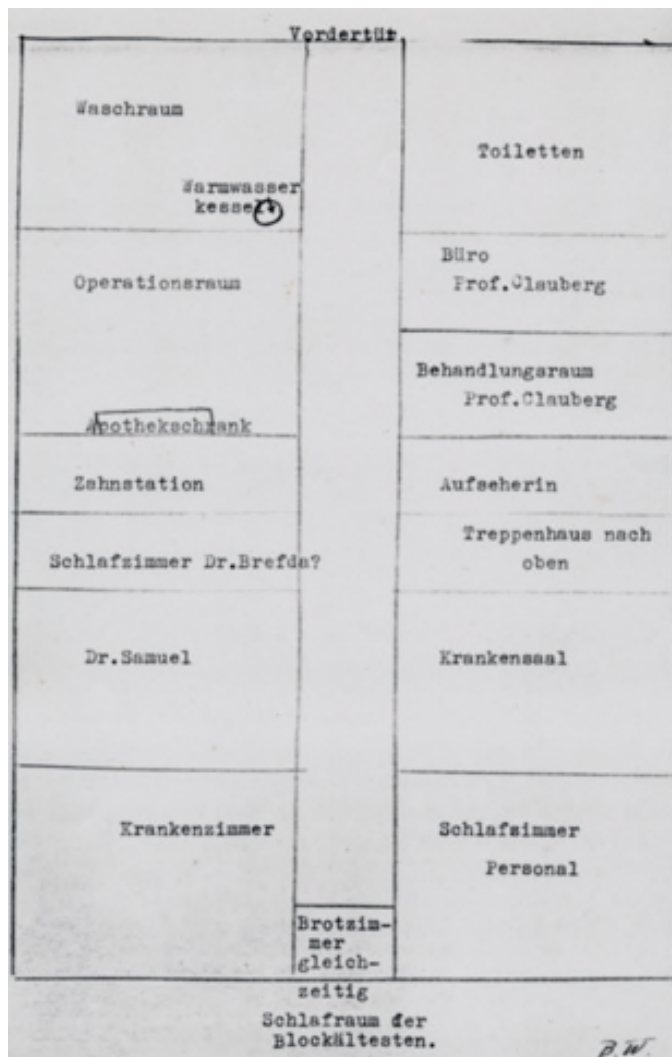 Vordertür
Waschraum
Warmwasser
kessel
Operationsraum
Apothekschrank
Zahnstation
Schlafzimmer Dr.Brefda?
Dr.Samuel
Krankenzimmer
Toiletten
Büro
Prof.Clauberg
Behandlungsraum
Prof.Clauberg
Aufseherin
Treppenhaus nach
oben
Krankensaal
Schlafzimmer
Personal
Brotzim-
mer
gleich-
zeitig
Schlafraum der
Blockältesten.
B.W.